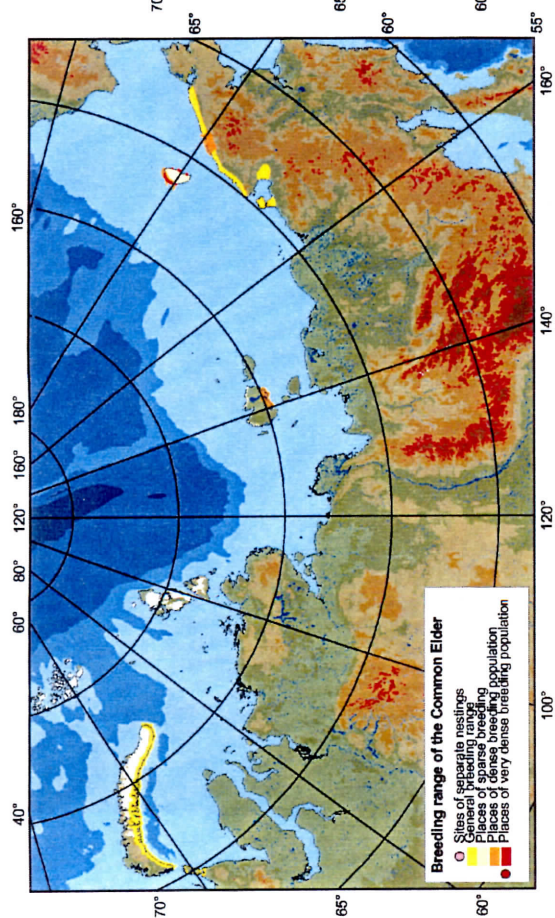 65°
55°
160°
160°
180°
140°
160°
120°
120°
80°
60°
100°
40°
Breeding range of the Common Elder
Sites of separate nestings
General breeding range
Places of sparse breeding
Places of dense breeding population
Places of very dense breeding population
70°
65°
60°